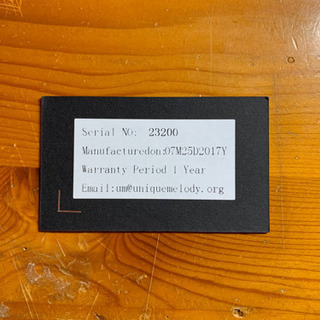 Serial NO: 23200
Manufacturedon:07M25D2017Y
Warranty Period 1 Year
Email:um@uniquemelody.org